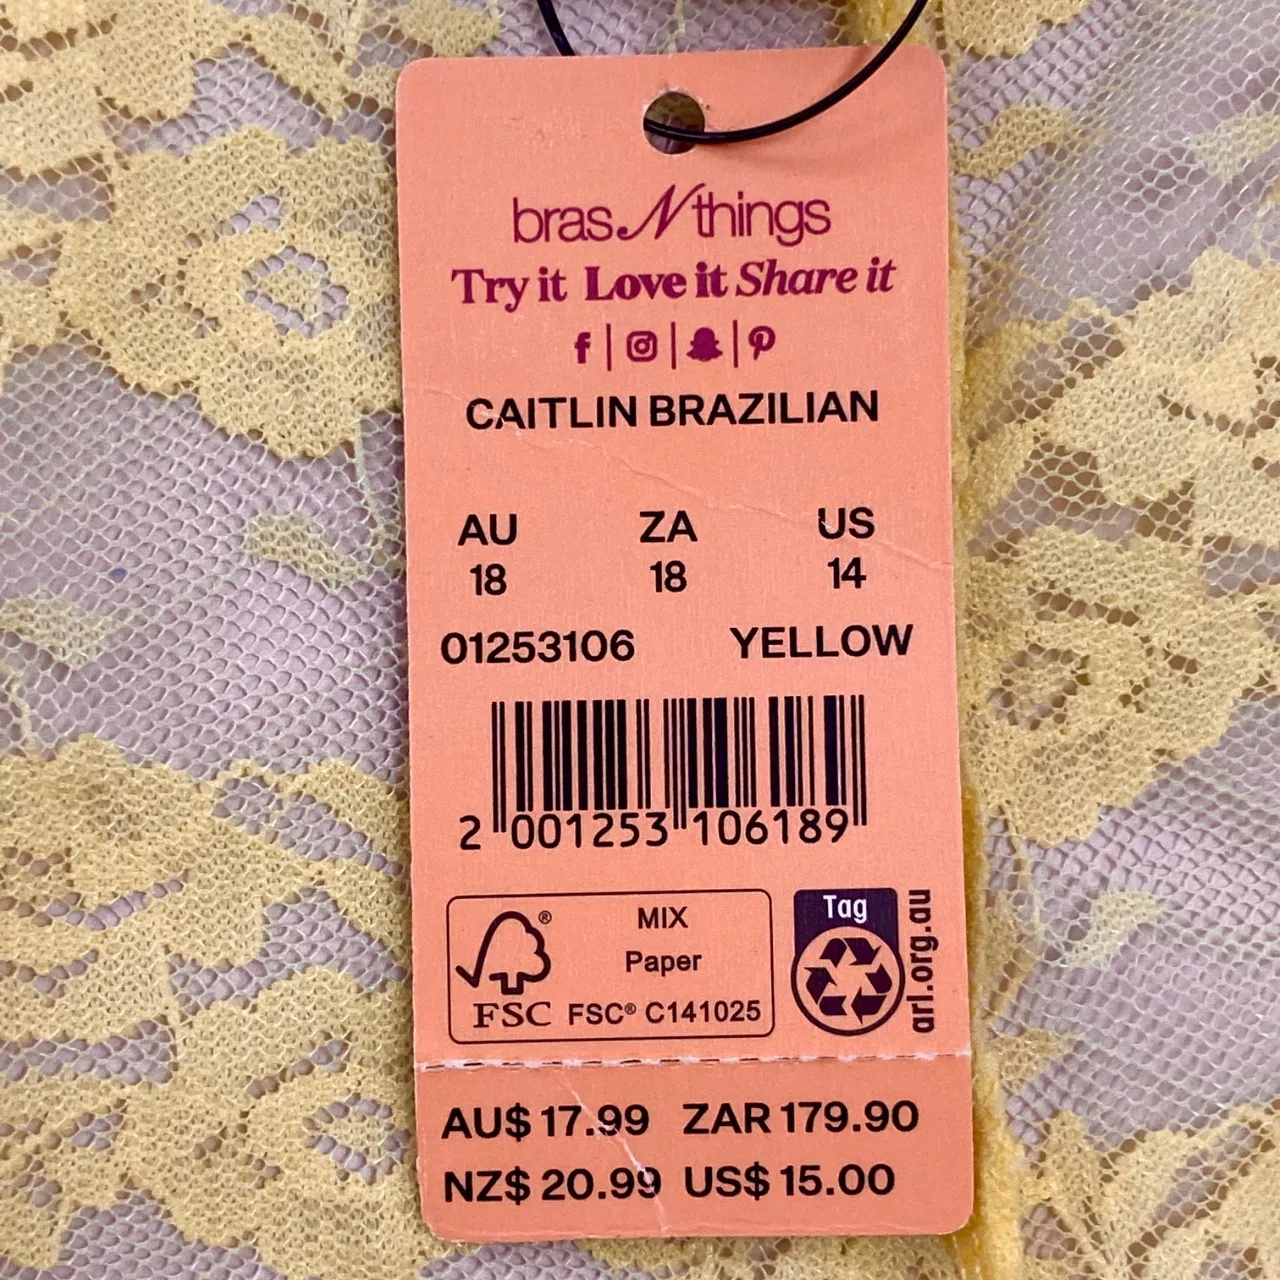 bras N things
Try it Love it Share it
CAITLIN BRAZILIAN
AU ZA US
18 18 14
01253106 YELLOW
2 001253 106189
MIX
Paper
FSC® C141025
®
FSC
Tag
arl.org.au
AU$ 17.99 ZAR 179.90
NZ$ 20.99 US$ 15.00